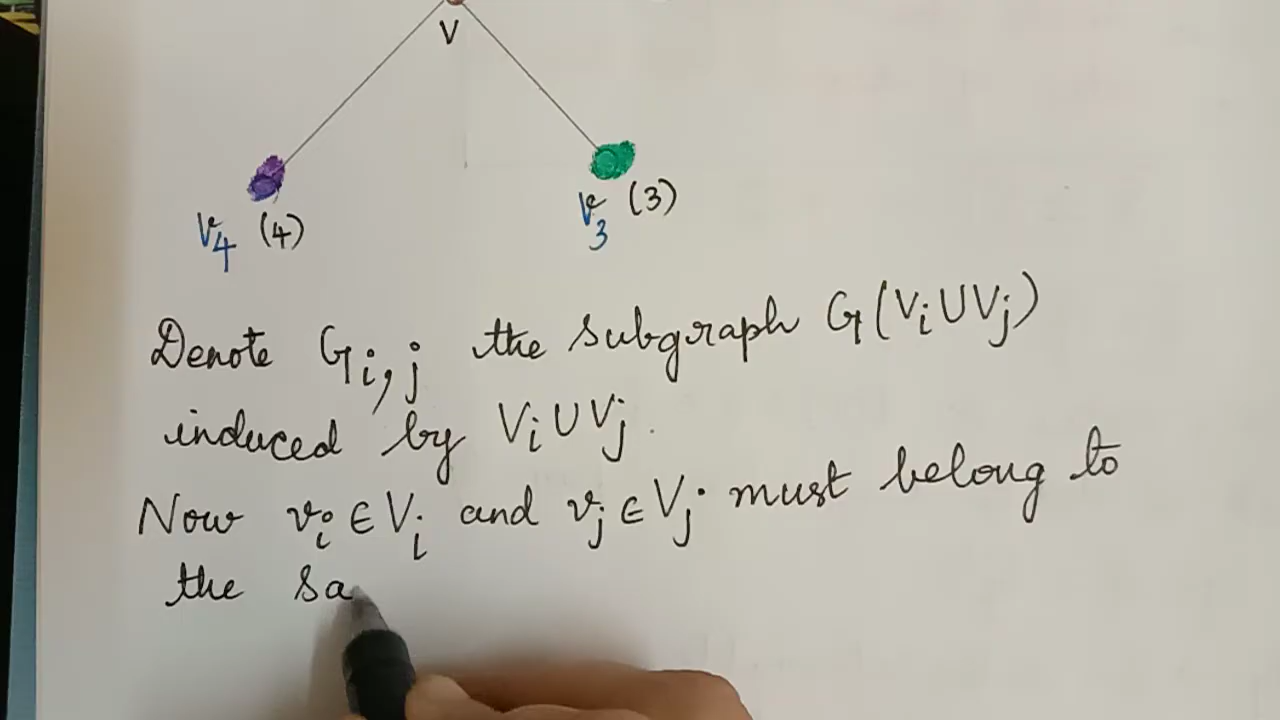 V
V4 (4)
V3 (3)
Denote Gi,j the subgraph G(Vi∪Vj)
induced by Vi∪Vj.
Now vi∈Vi and vj∈Vj must belong to
the sa